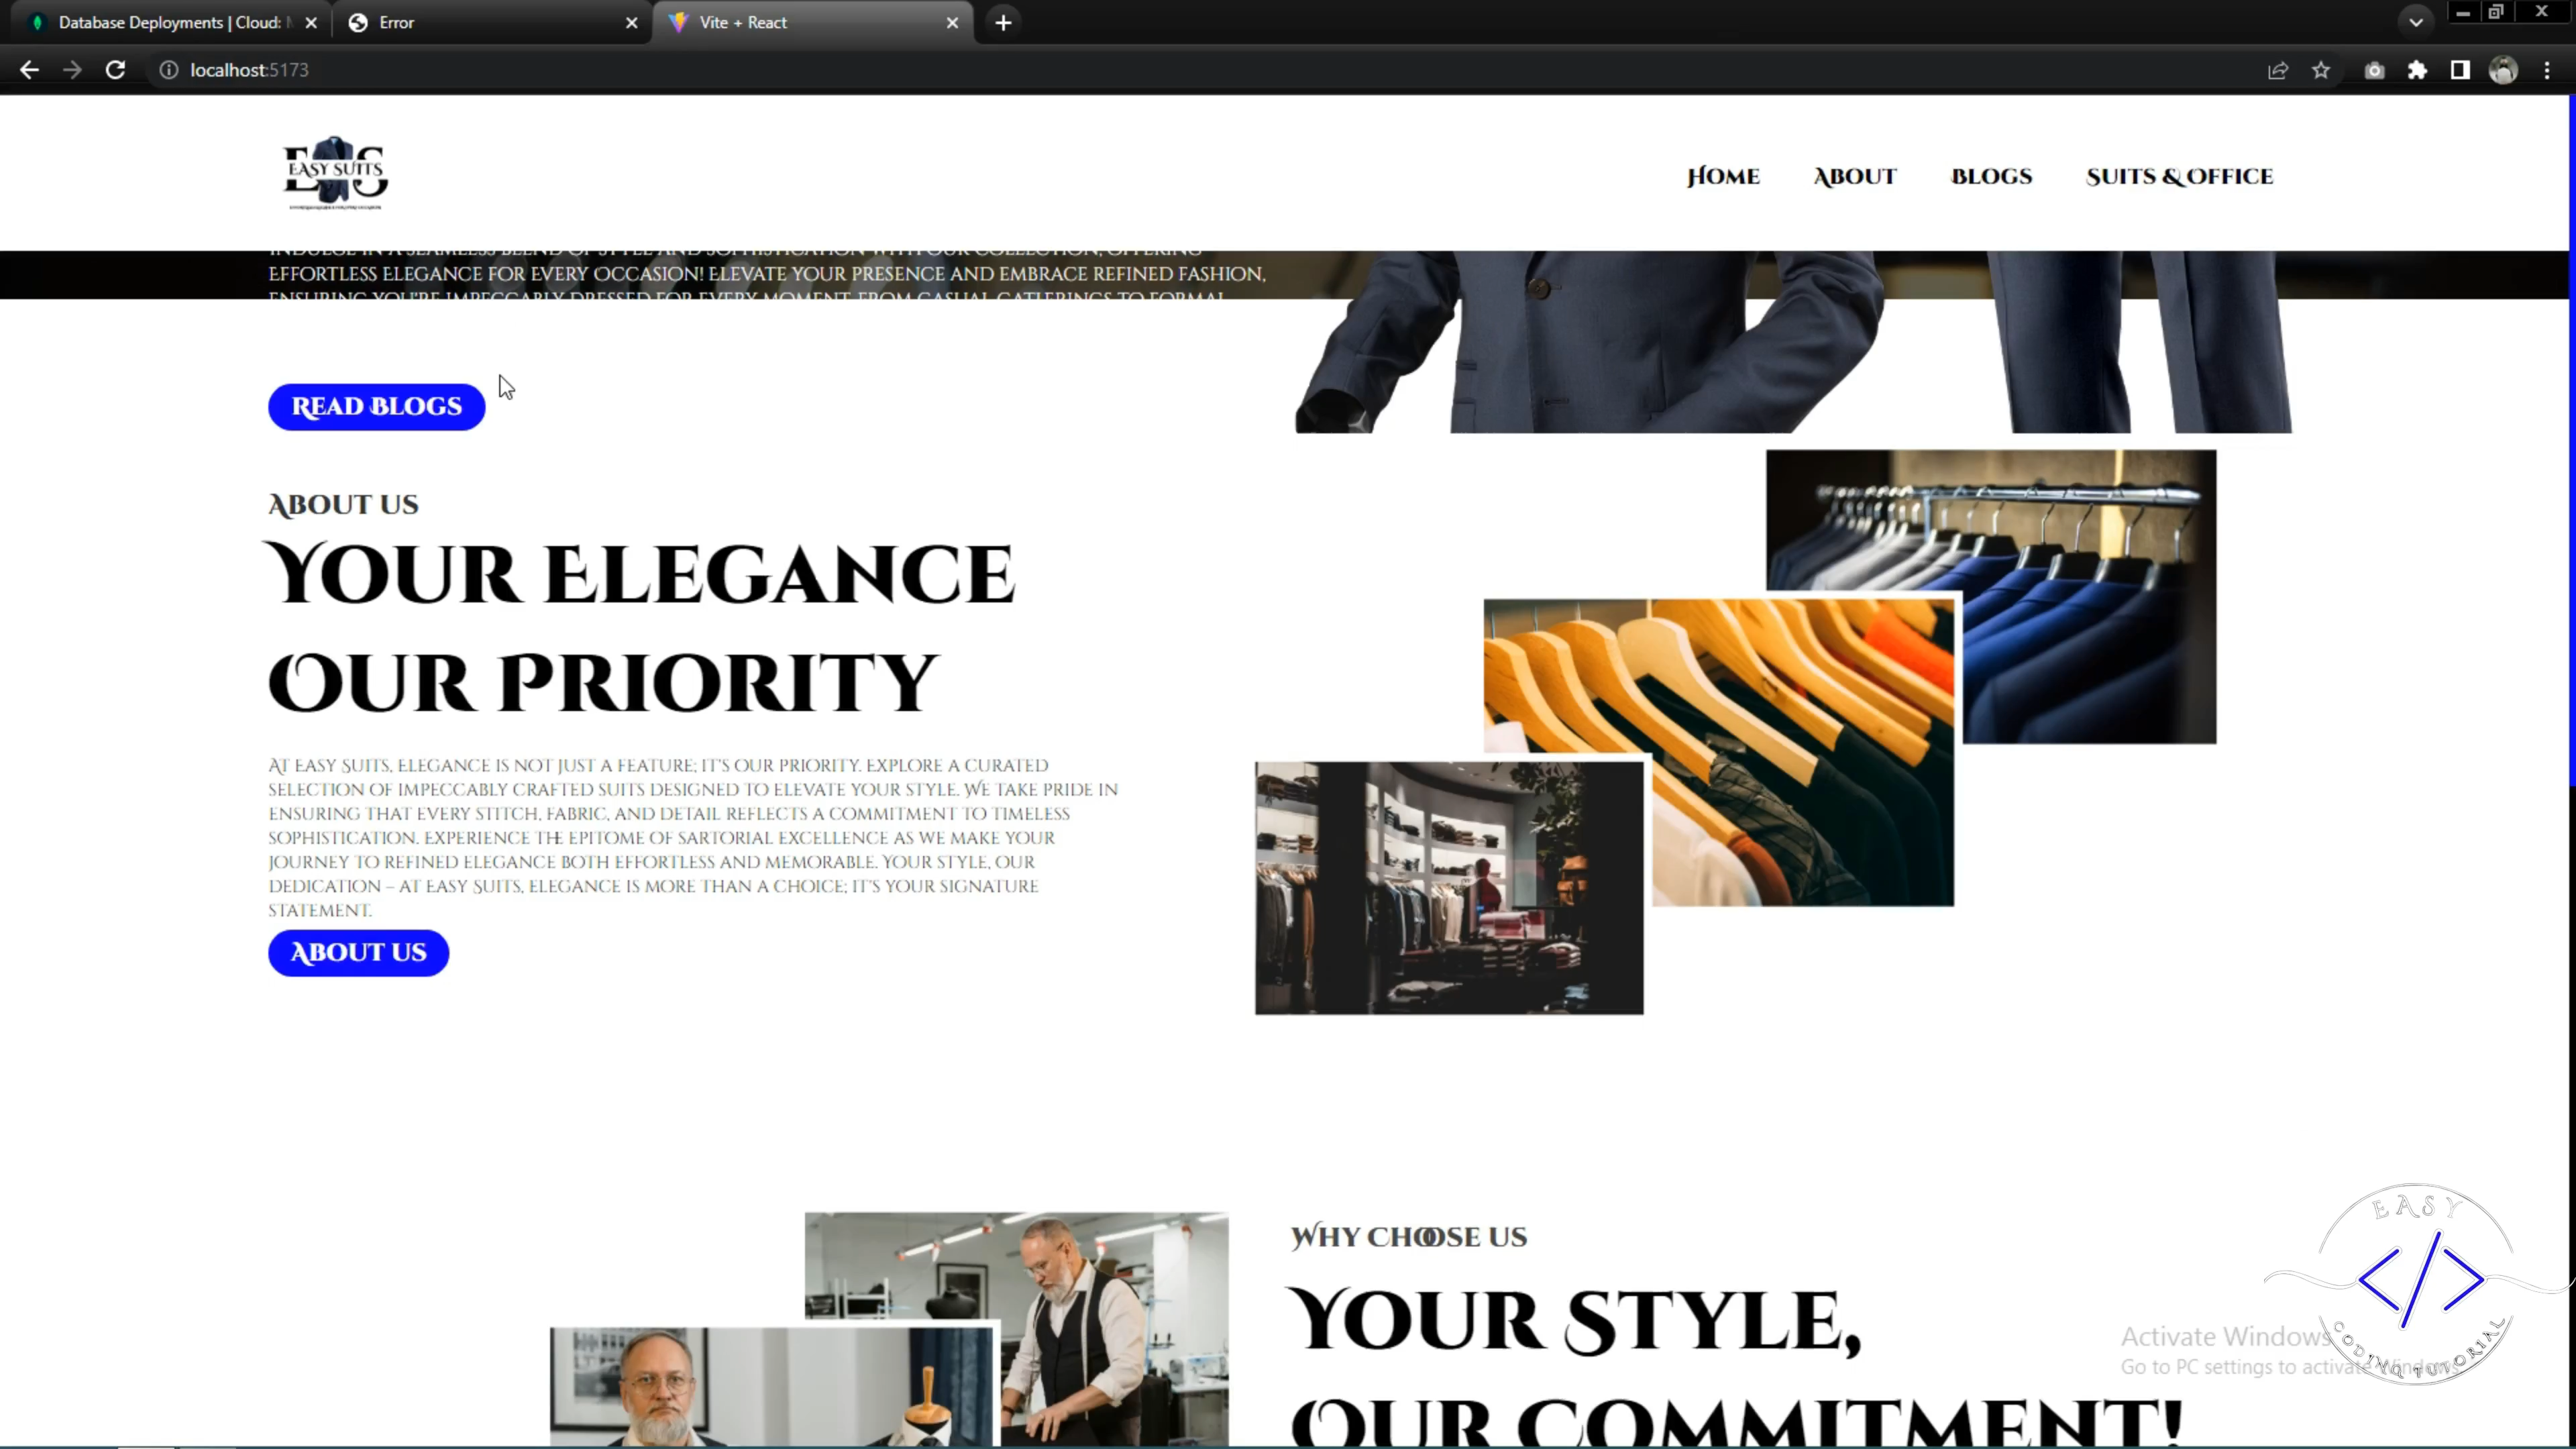 Database Deployments | Cloud:
Error
Vite + React
localhost:5173
EASY SUITS
Home
About
Blogs
Suits & Office
Indulge in a seamless blend of style and sophistication with our collection, offering
effortless elegance for every occasion! Elevate your presence and embrace refined fashion,
ensuring you're impeccably dressed for every moment, from casual gatherings to formal
Read Blogs
About us
Your Elegance
Our Priority
At Easy Suits, elegance is not just a feature; it's our priority. Explore a curated
selection of impeccably crafted suits designed to elevate your style. We take pride in
ensuring that every stitch, fabric, and detail reflects a commitment to timeless
sophistication. Experience the epitome of sartorial excellence as we make your
journey to refined elegance both effortless and memorable. Your style, our
dedication – at Easy Suits, elegance is more than a choice; it's your signature
statement.
About us
Why Choose us
Your Style,
Our Commitment!
EASY
CODING TUTORIAL
Activate Windows
Go to PC settings to activate Windows.